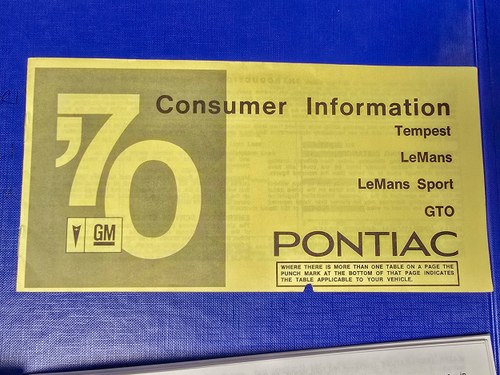 '70
Consumer Information
Tempest
LeMans
LeMans Sport
GTO
GM
PONTIAC
WHERE THERE IS MORE THAN ONE TABLE ON A PAGE THE
PUNCH MARK AT THE BOTTOM OF THAT PAGE INDICATES
THE TABLE APPLICABLE TO YOUR VEHICLE.